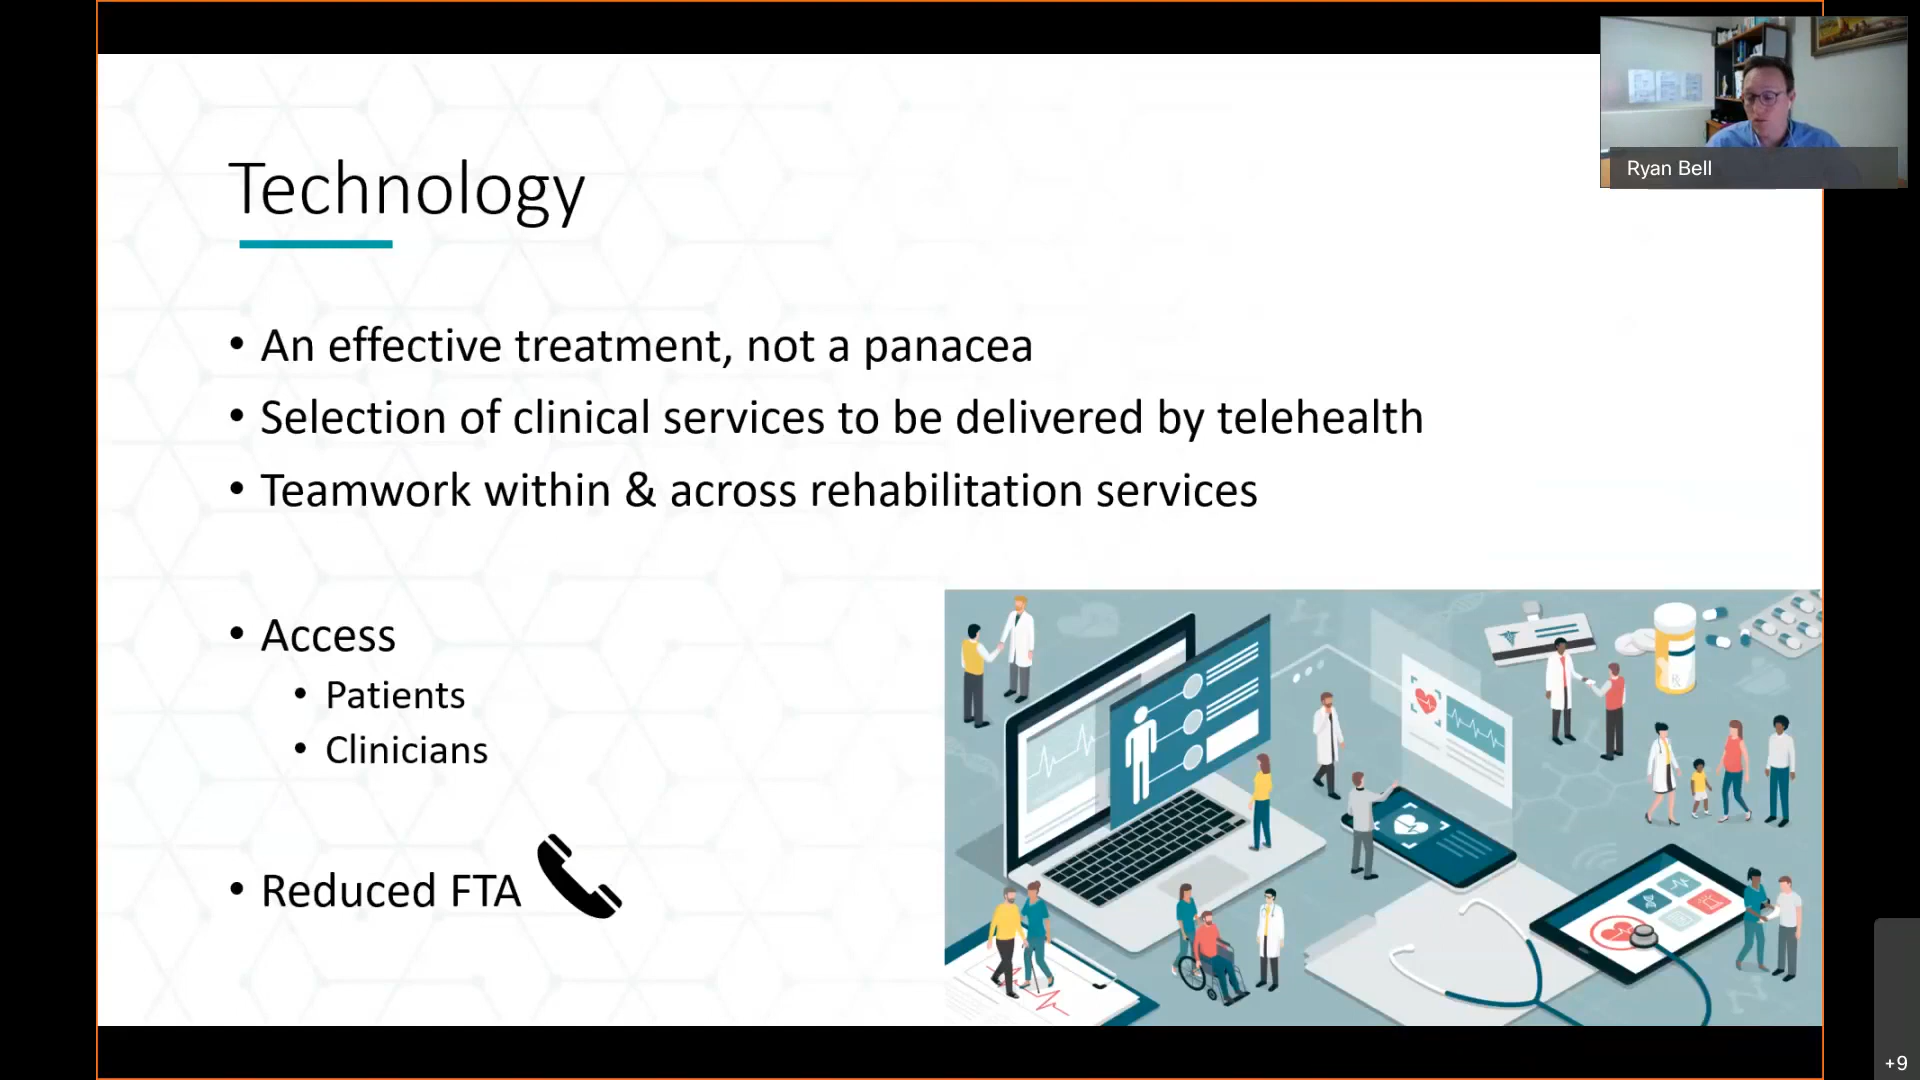 Ryan Bell
Technology
• An effective treatment, not a panacea
• Selection of clinical services to be delivered by telehealth
• Teamwork within & across rehabilitation services
• Access
• Patients
• Clinicians
• Reduced FTA
+9